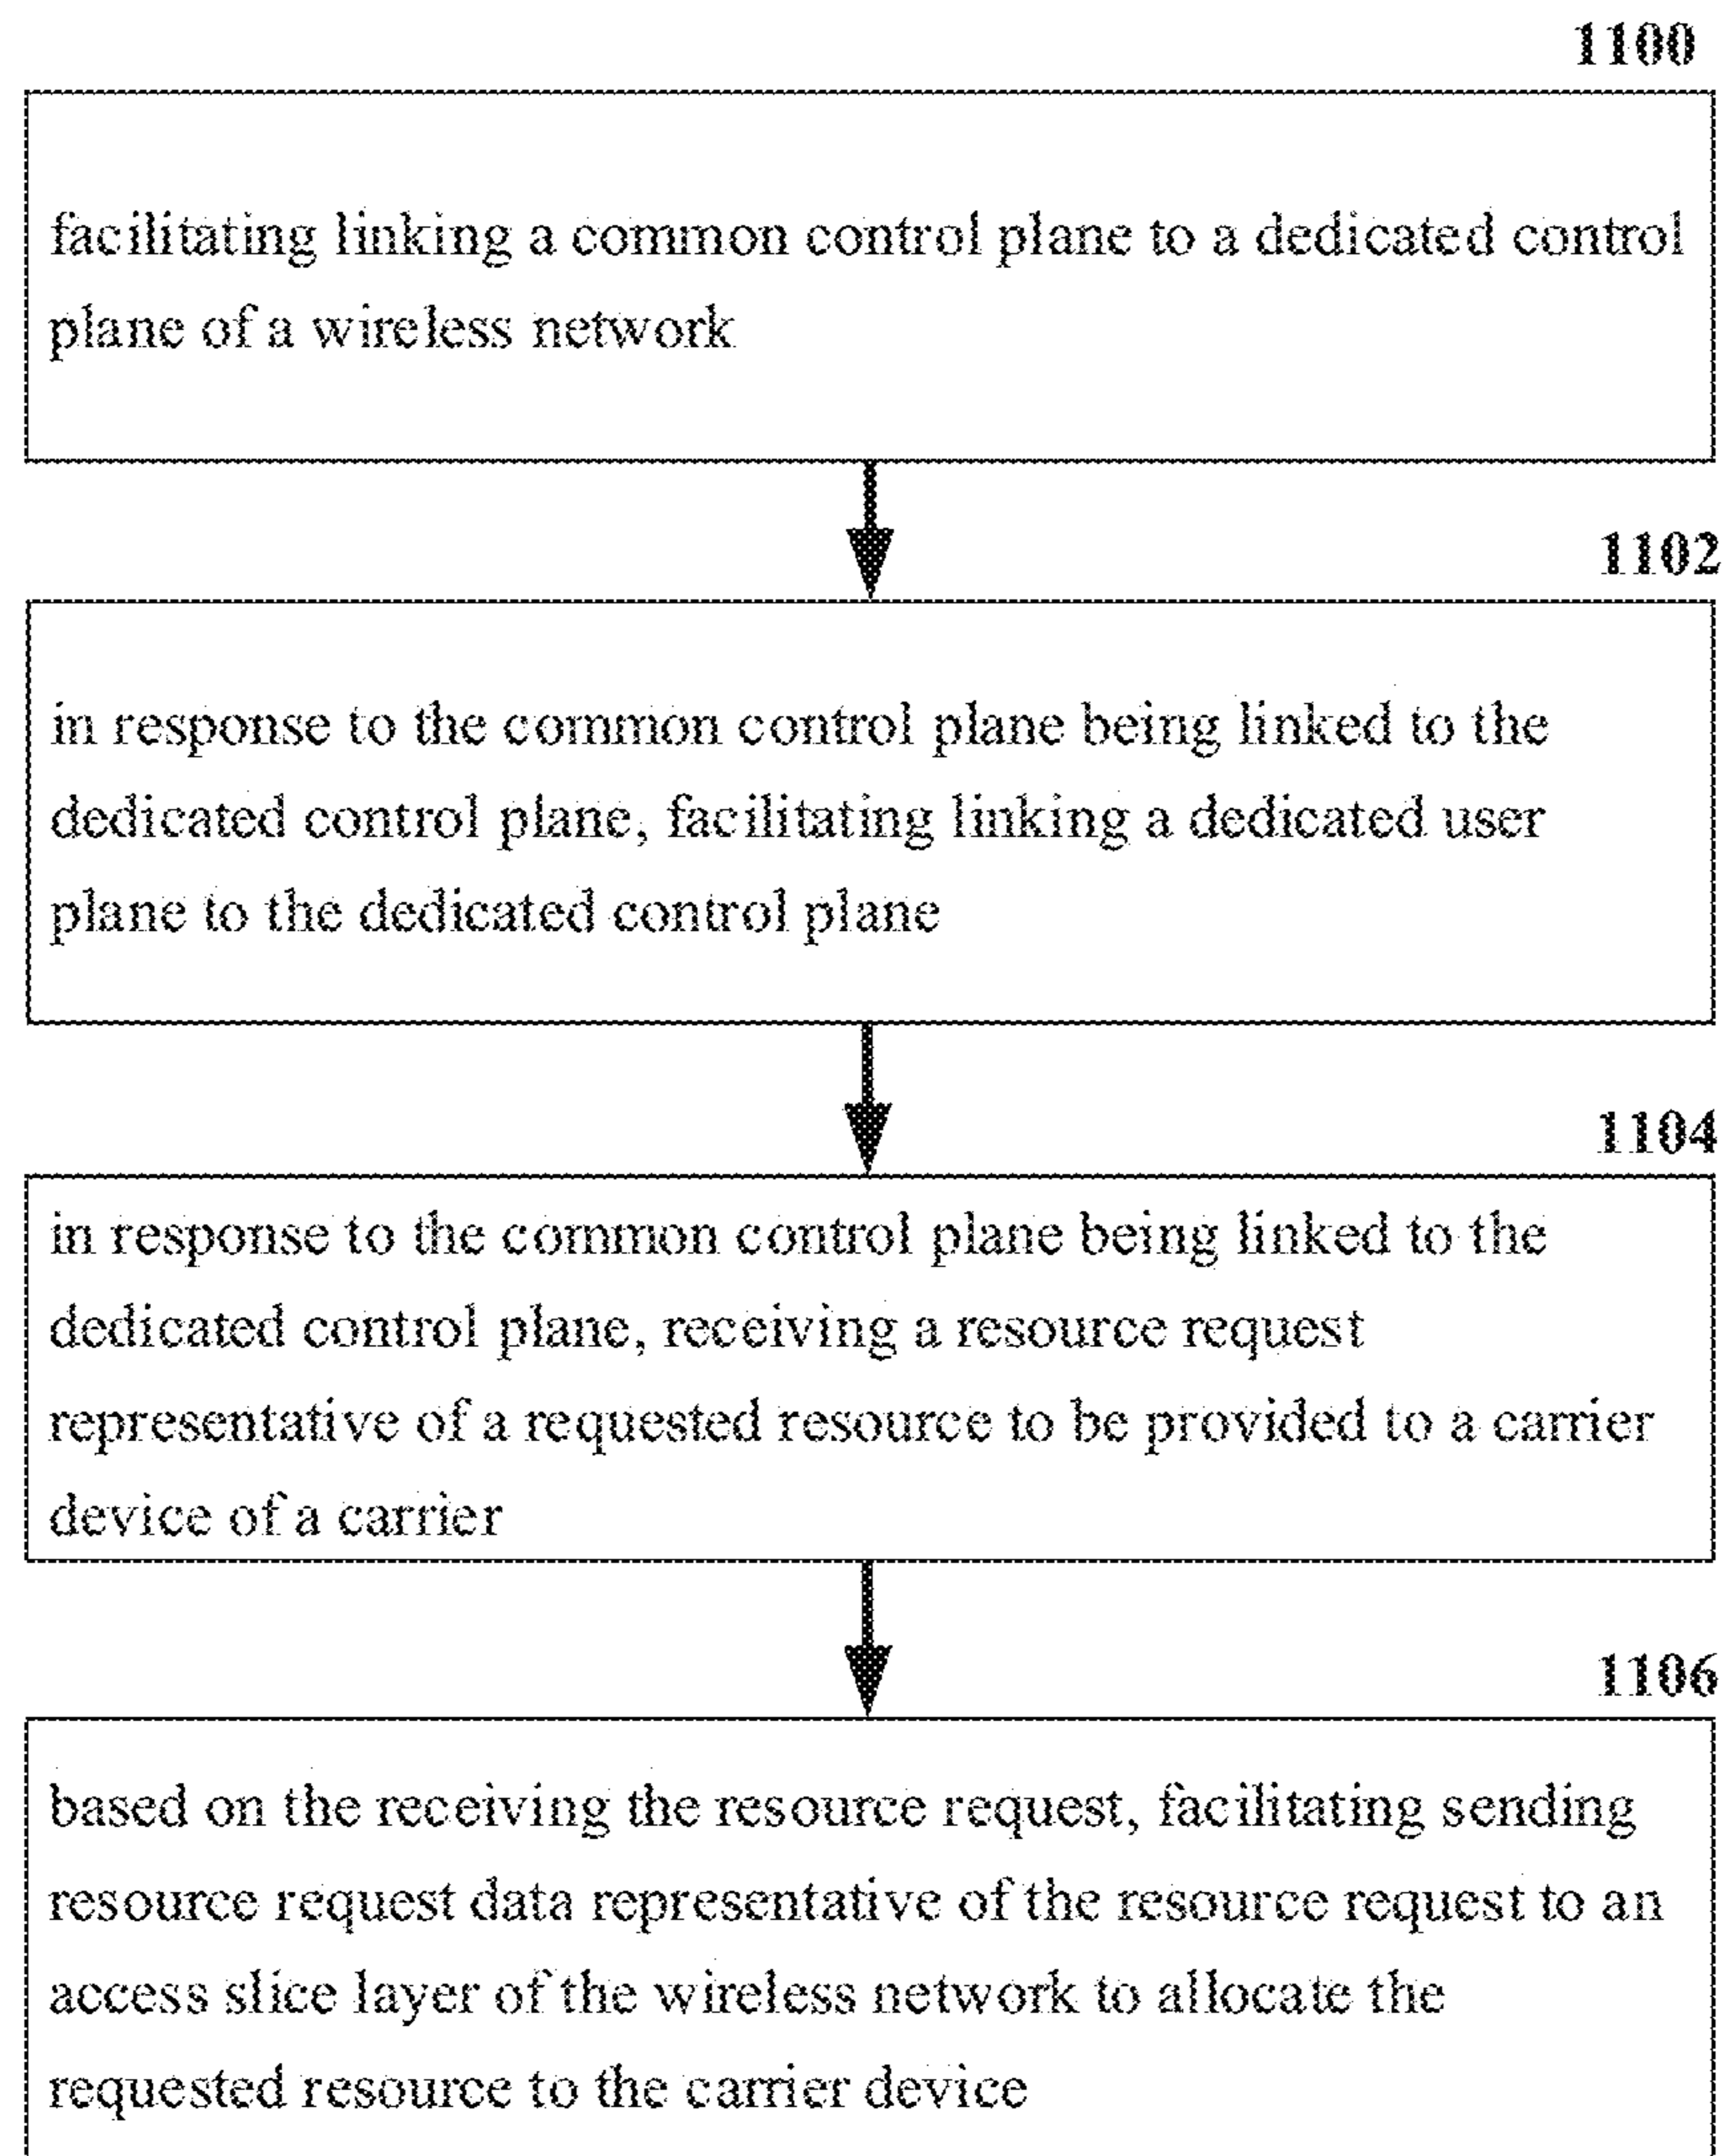 1100
facilitating linking a common control plane to a dedicated control
plane of a wireless network
1102
in response to the common control plane being linked to the
dedicated control plane, facilitating linking a dedicated user
plane to the dedicated control plane
1104
in response to the common control plane being linked to the
dedicated control plane, receiving a resource request
representative of a requested resource to be provided to a carrier
device of a carrier
1106
based on the receiving the resource request, facilitating sending
resource request data representative of the resource request to an
access slice layer of the wireless network to allocate the
requested resource to the carrier device